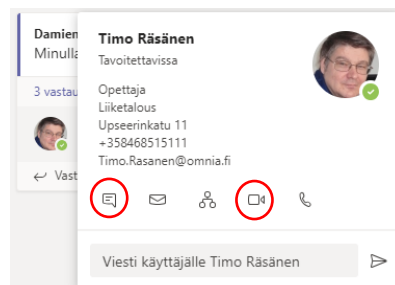 Damien
Minulla
3 vastau
Vast
Timo Räsänen
Tavoitettavissa
Opettaja
Liiketalous
Upseerinkatu 11
+358468515111
Timo.Rasanen@omnia.fi
Viesti käyttäjälle Timo Räsänen